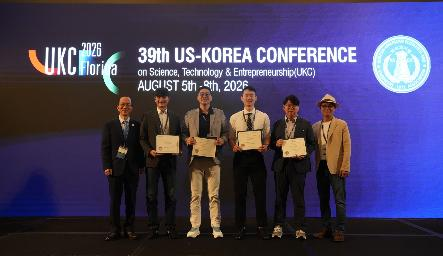 UKC
2026
Florida
39th US-KOREA CONFERENCE
on Science, Technology & Entrepreneurship(UKC)
AUGUST 5th -8th, 2026